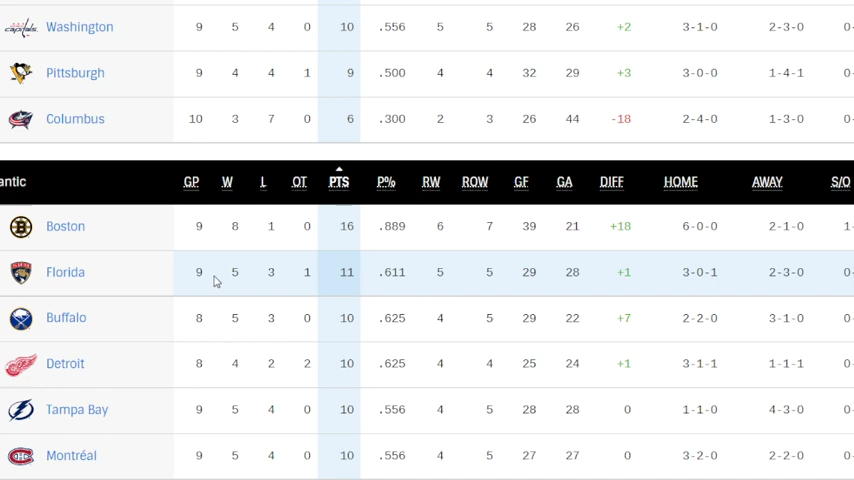 Washington 9 5 4 0 10 .556 5 5 28 26 +2 3-1-0 2-3-0 0-
Pittsburgh 9 4 4 1 9 .500 4 4 32 29 +3 3-0-0 1-4-1 0-
Columbus 10 3 7 0 6 .300 2 3 26 44 -18 2-4-0 1-3-0 0-
antic GP W L OT PTS P% RW ROW GF GA DIFF HOME AWAY S/O
Boston 9 8 1 0 16 .889 6 7 39 21 +18 6-0-0 2-1-0 1-
Florida 9 5 3 1 11 .611 5 5 29 28 +1 3-0-1 2-3-0 0-
Buffalo 8 5 3 0 10 .625 4 5 29 22 +7 2-2-0 3-1-0 0-
Detroit 8 4 2 2 10 .625 4 4 25 24 +1 3-1-1 1-1-1 0-
Tampa Bay 9 5 4 0 10 .556 4 5 28 28 0 1-1-0 4-3-0 0-
Montréal 9 5 4 0 10 .556 4 5 27 27 0 3-2-0 2-2-0 0-